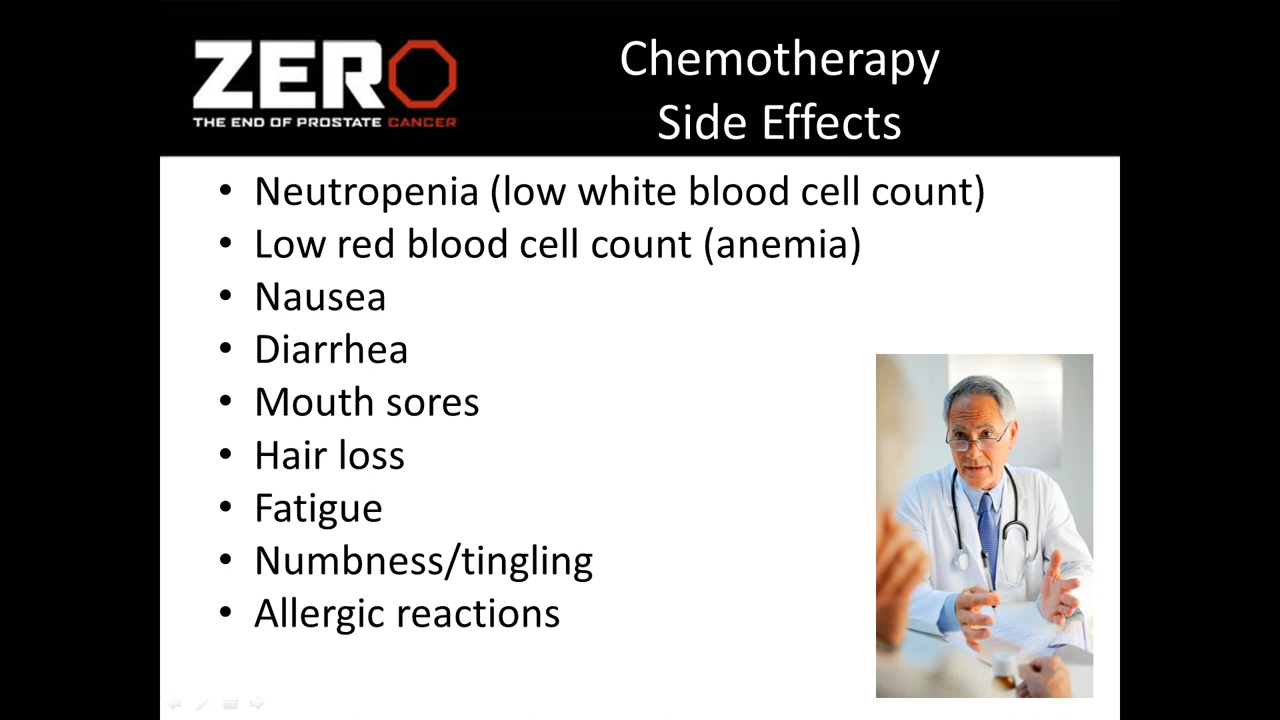 ZERO
THE END OF PROSTATE CANCER
Chemotherapy
Side Effects
• Neutropenia (low white blood cell count)
• Low red blood cell count (anemia)
• Nausea
• Diarrhea
• Mouth sores
• Hair loss
• Fatigue
• Numbness/tingling
• Allergic reactions